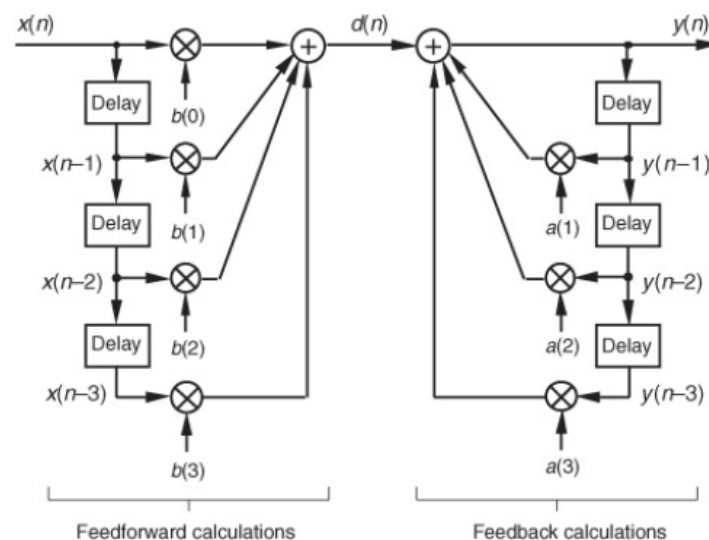 x(n) d(n) y(n)
Delay Delay
b(0)
x(n–1) y(n–1)
Delay b(1) a(1) Delay
x(n–2) y(n–2)
Delay b(2) a(2) Delay
x(n–3) y(n–3)
b(3) a(3)
Feedforward calculations Feedback calculations